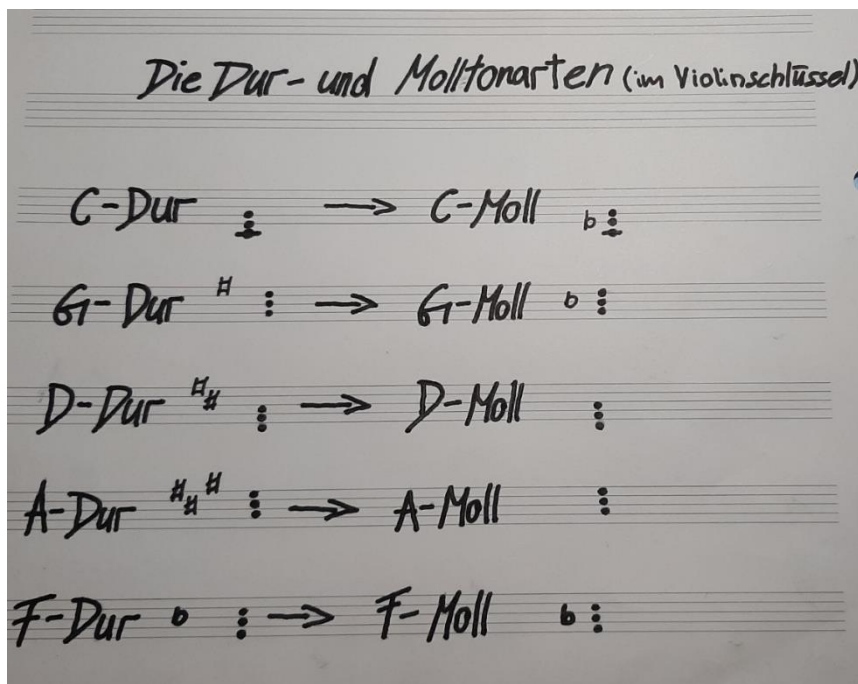 Die Dur- und Molltonarten (im Violinschlüssel)
C-Dur → C-Moll b
G-Dur # → G-Moll b
D-Dur ## → D-Moll
A-Dur ### → A-Moll
F-Dur b → F-Moll b